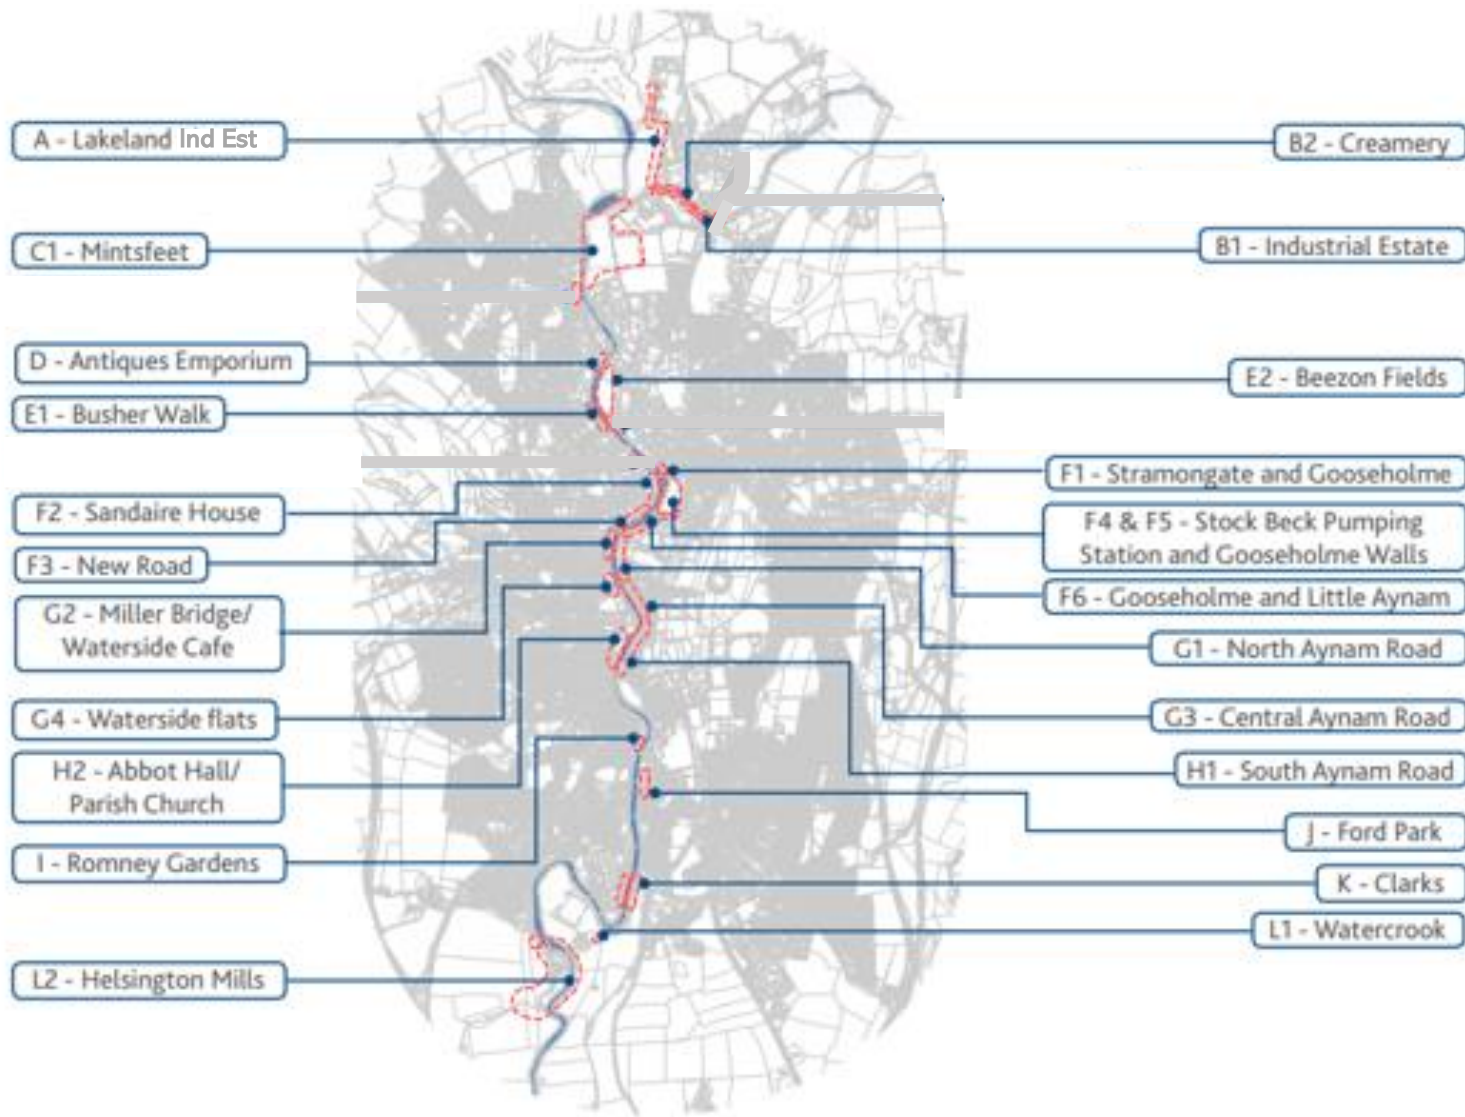 A - Lakeland Ind Est
C1 - Mintsfeet
D - Antiques Emporium
E1 - Busher Walk
F2 - Sandaire House
F3 - New Road
G2 - Miller Bridge/
Waterside Cafe
G4 - Waterside flats
H2 - Abbot Hall/
Parish Church
I - Romney Gardens
L2 - Helsington Mills
B2 - Creamery
B1 - Industrial Estate
E2 - Beezon Fields
F1 - Stramongate and Gooseholme
F4 & F5 - Stock Beck Pumping
Station and Gooseholme Walls
F6 - Gooseholme and Little Aynam
G1 - North Aynam Road
G3 - Central Aynam Road
H1 - South Aynam Road
J - Ford Park
K - Clarks
L1 - Watercrook